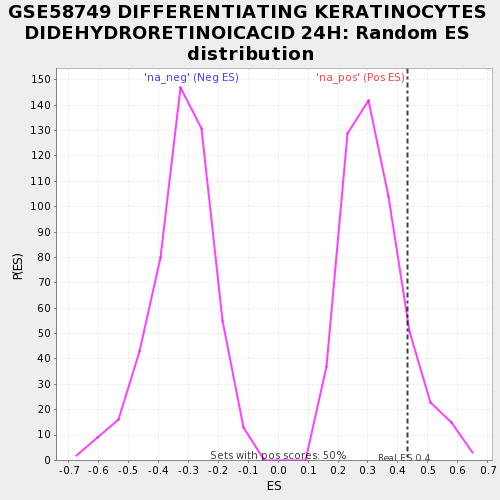 GSE58749 DIFFERENTIATING KERATINOCYTES
DIDEHYDRORETINOICACID 24H: Random ES
distribution
'na_neg' (Neg ES)
'na_pos' (Pos ES)
150
140
130
120
110
100
90
80
70
60
50
40
30
20
10
0
P(ES)
Sets with pos scores: 50%
Real ES 0.4
-0.7 -0.6 -0.5 -0.4 -0.3 -0.2 -0.1 -0.0 0.1 0.2 0.3 0.4 0.5 0.6 0.7
ES